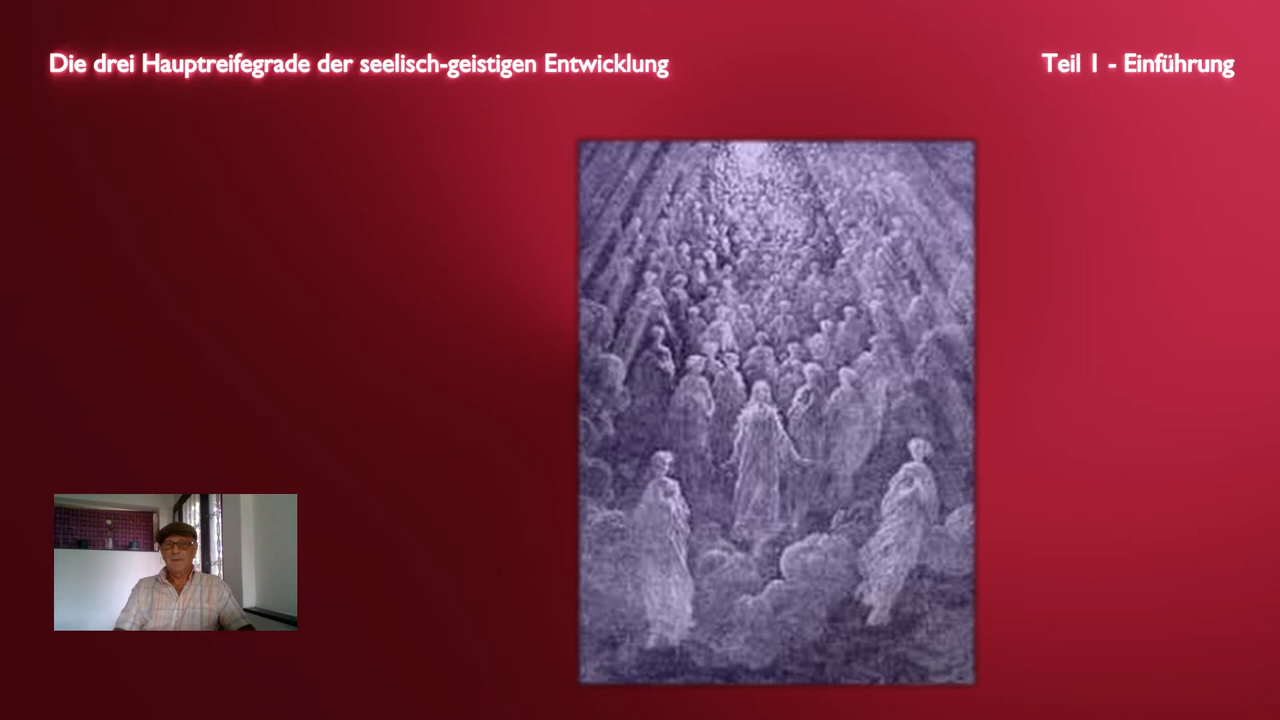 Die drei Hauptreifegrade der seelisch-geistigen Entwicklung
Teil 1 - Einführung